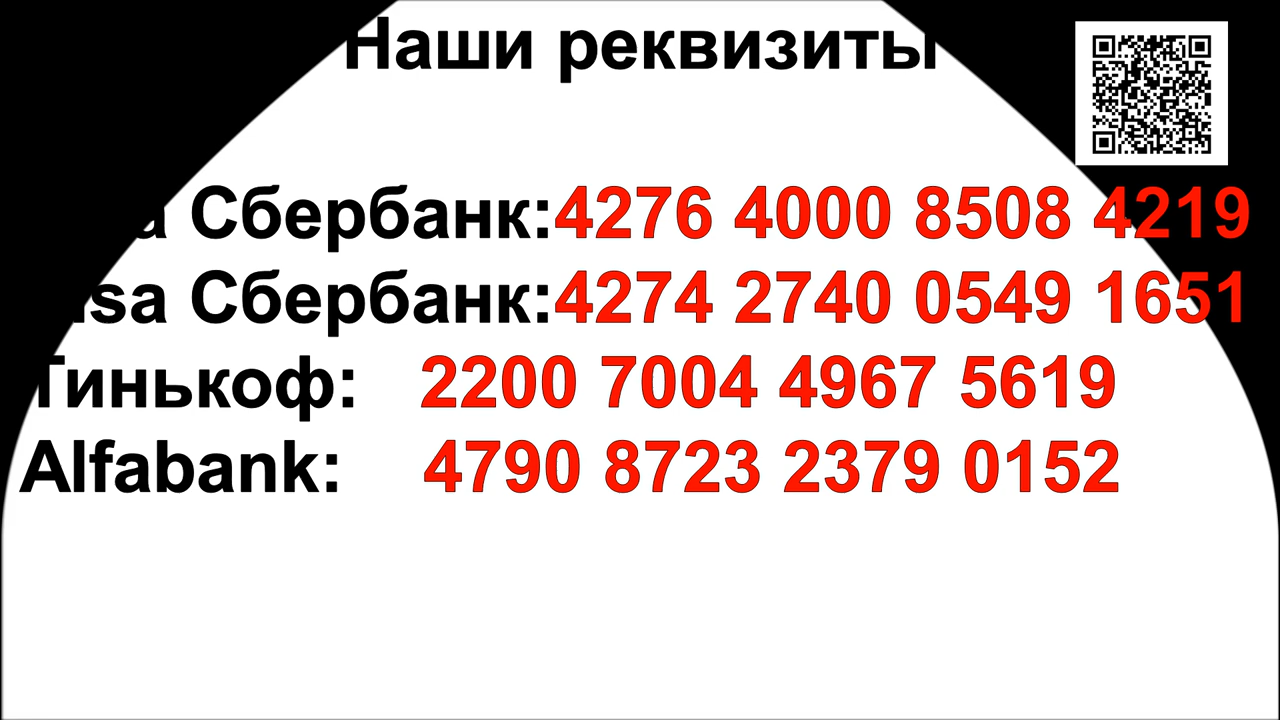 Наши реквизиты
Сбербанк:4276 4000 8508 4219
Сбербанк:4274 2740 0549 1651
Тинькоф: 2200 7004 4967 5619
Alfabank: 4790 8723 2379 0152